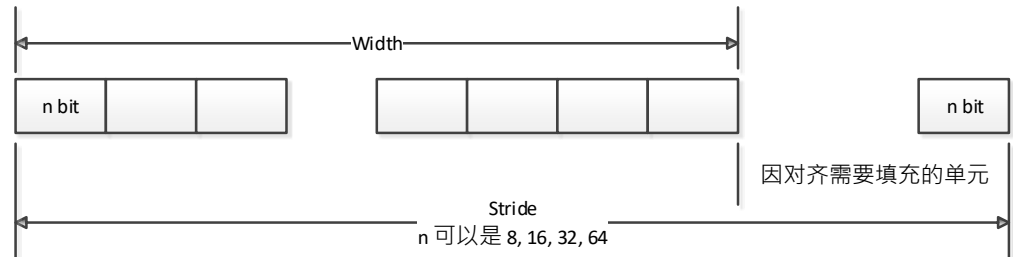 Width
n bit
n bit
因对齐需要填充的单元
Stride
n 可以是 8, 16, 32, 64